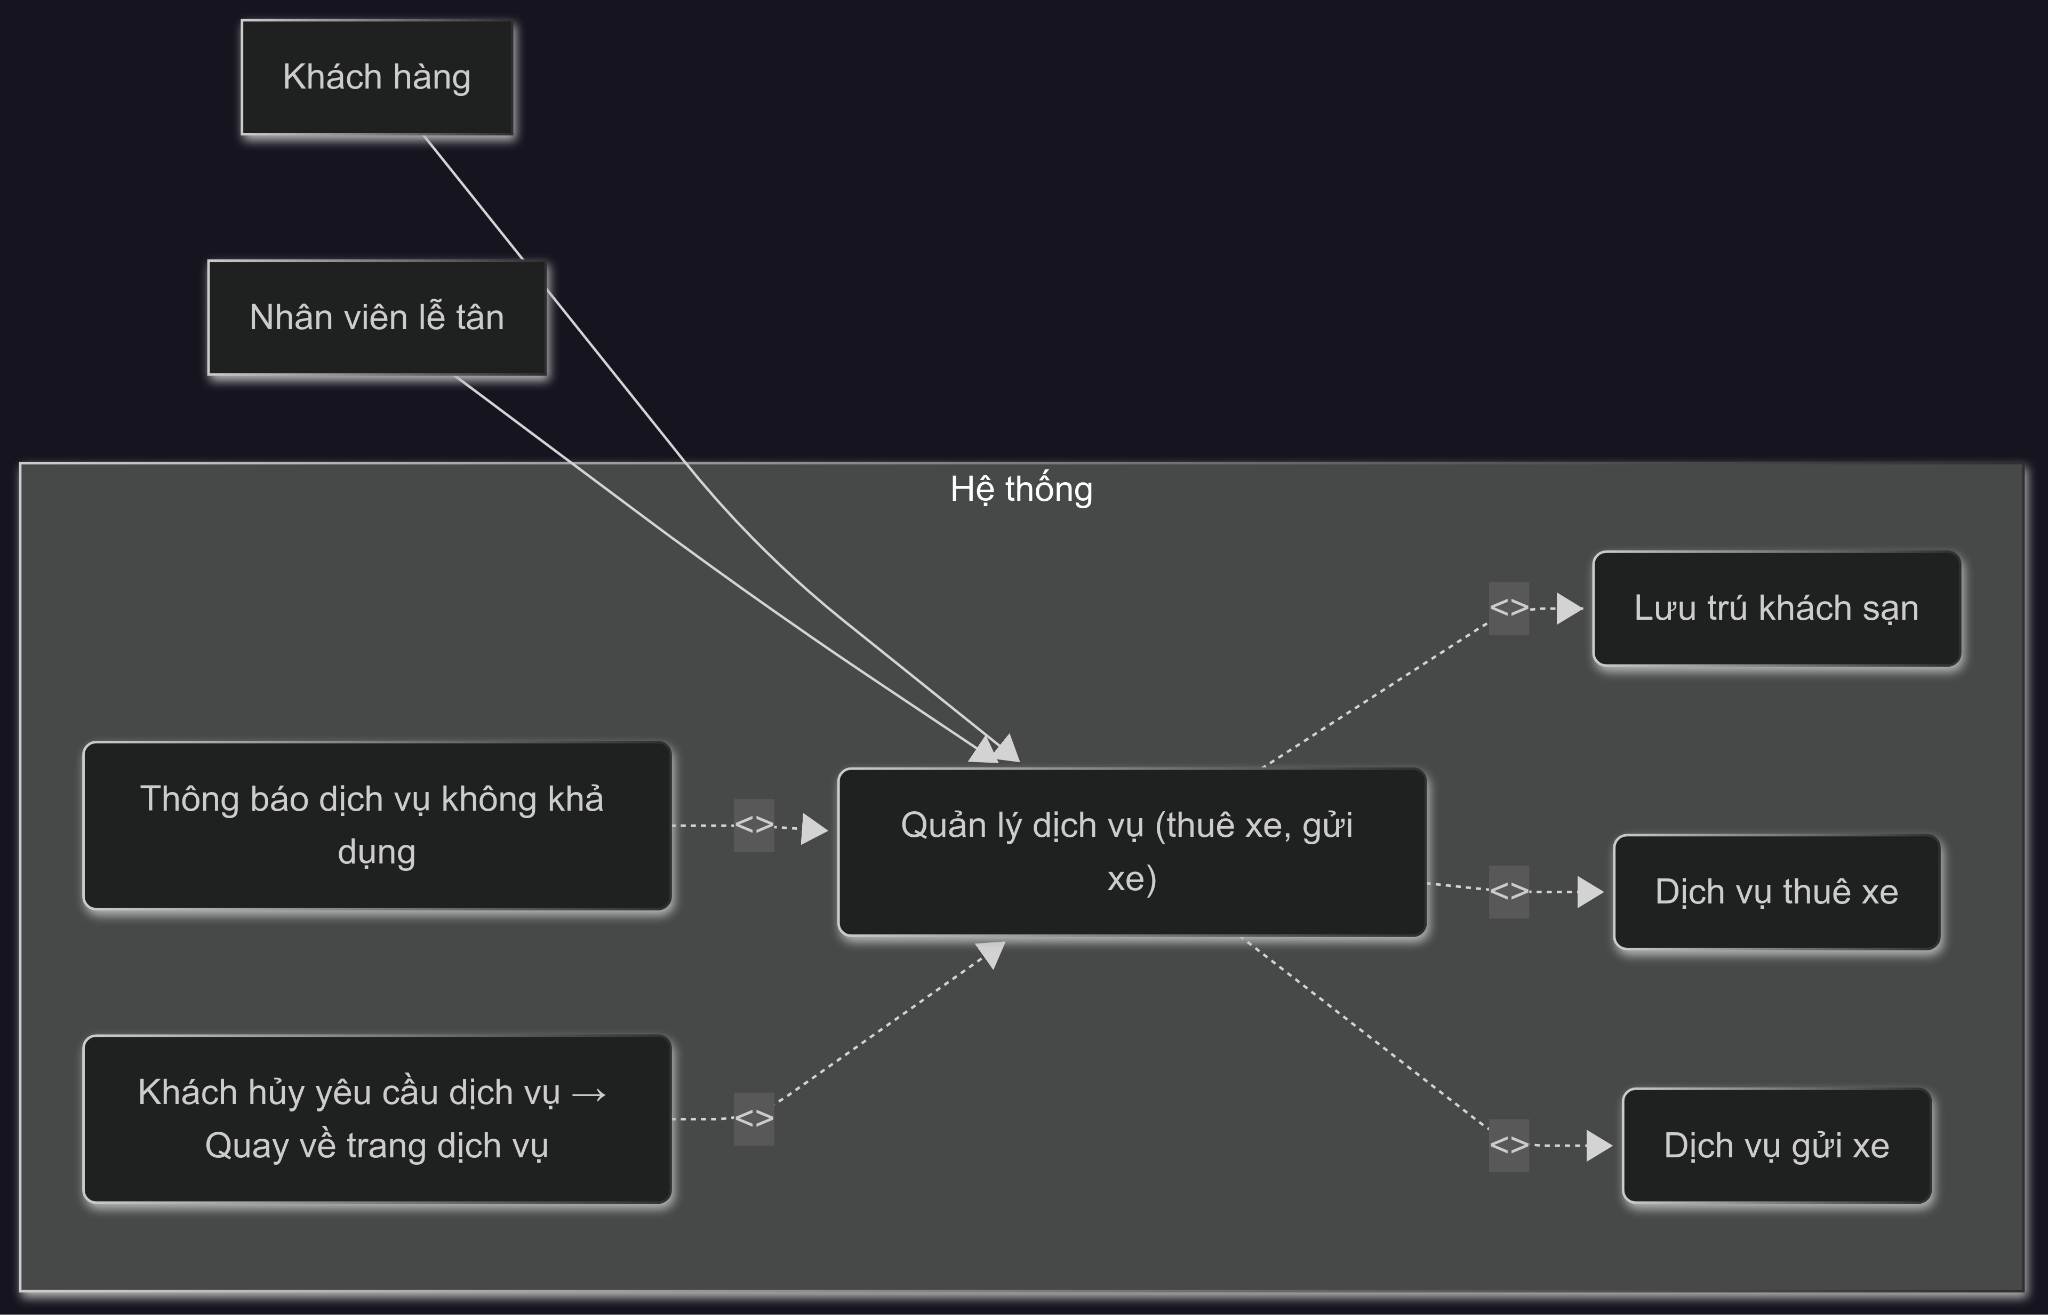 Khách hàng
Nhân viên lễ tân
Hệ thống
<>
Lưu trú khách sạn
Thông báo dịch vụ không khả
dụng
<>
Quản lý dịch vụ (thuê xe, gửi
xe)
<>
Dịch vụ thuê xe
Khách hủy yêu cầu dịch vụ →
Quay về trang dịch vụ
<>
<>
Dịch vụ gửi xe